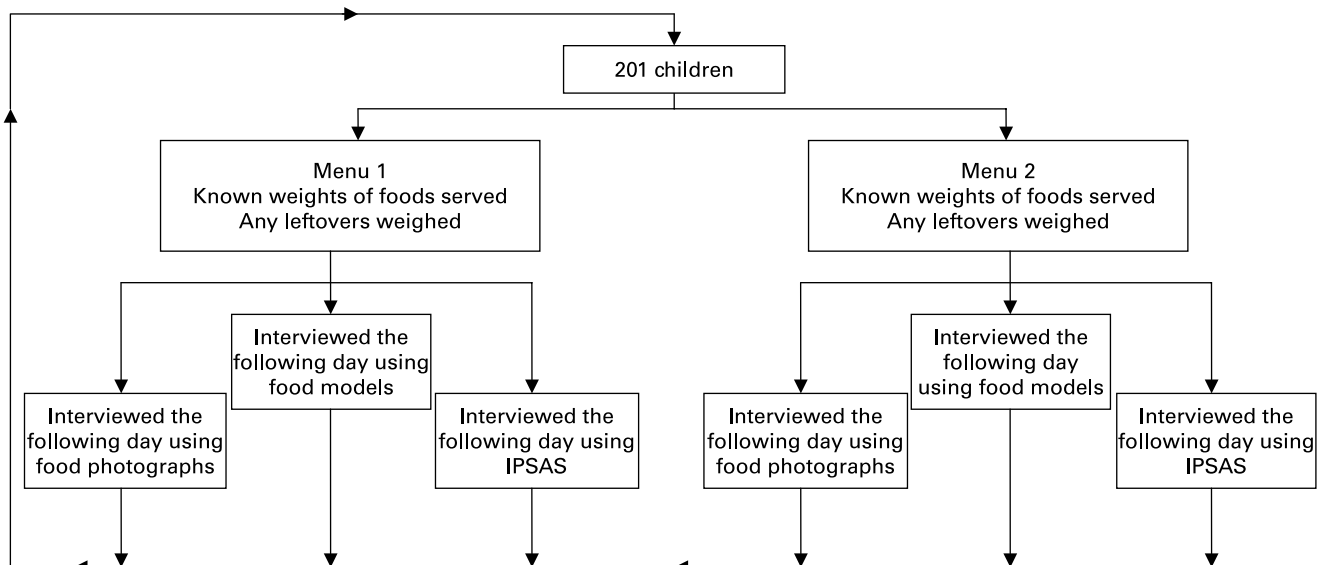 201 children
Menu 1
Known weights of foods served
Any leftovers weighed
Menu 2
Known weights of foods served
Any leftovers weighed
Interviewed the
following day using
food models
Interviewed the
following day using
food photographs
Interviewed the
following day using
IPSAS
Interviewed the
following day
using food models
Interviewed the
following day using
food photographs
Interviewed the
following day using
IPSAS